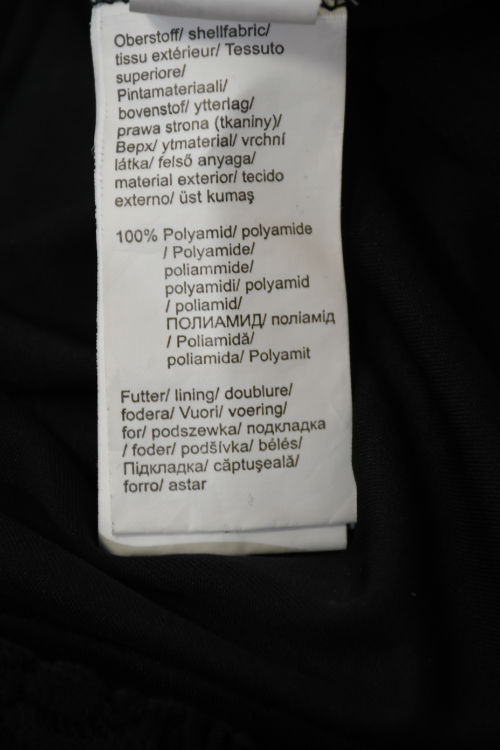 Oberstoff/ shellfabric/
tissu extérieur/ Tessuto
superiore/
Pintamateriaali/
bovenstof/ ytterlag/
prawa strona (tkaniny)/
Верх/ ytmaterial/ vrchní
látka/ felső anyaga/
material exterior/ tecido
externo/ üst kumaş
100% Polyamid/ polyamide
/ Polyamide/
poliammide/
polyamidi/ polyamid
/ poliamid/
ПОЛИАМИД/ поліамід
/ Poliamidă/
poliamida/ Polyamit
Futter/ lining/ doublure/
fodera/ Vuori/ voering/
for/ podszewka/ подкладка
/ foder/ podšívka/ bélés/
Підкладка/ căptuşeală/
forro/ astar